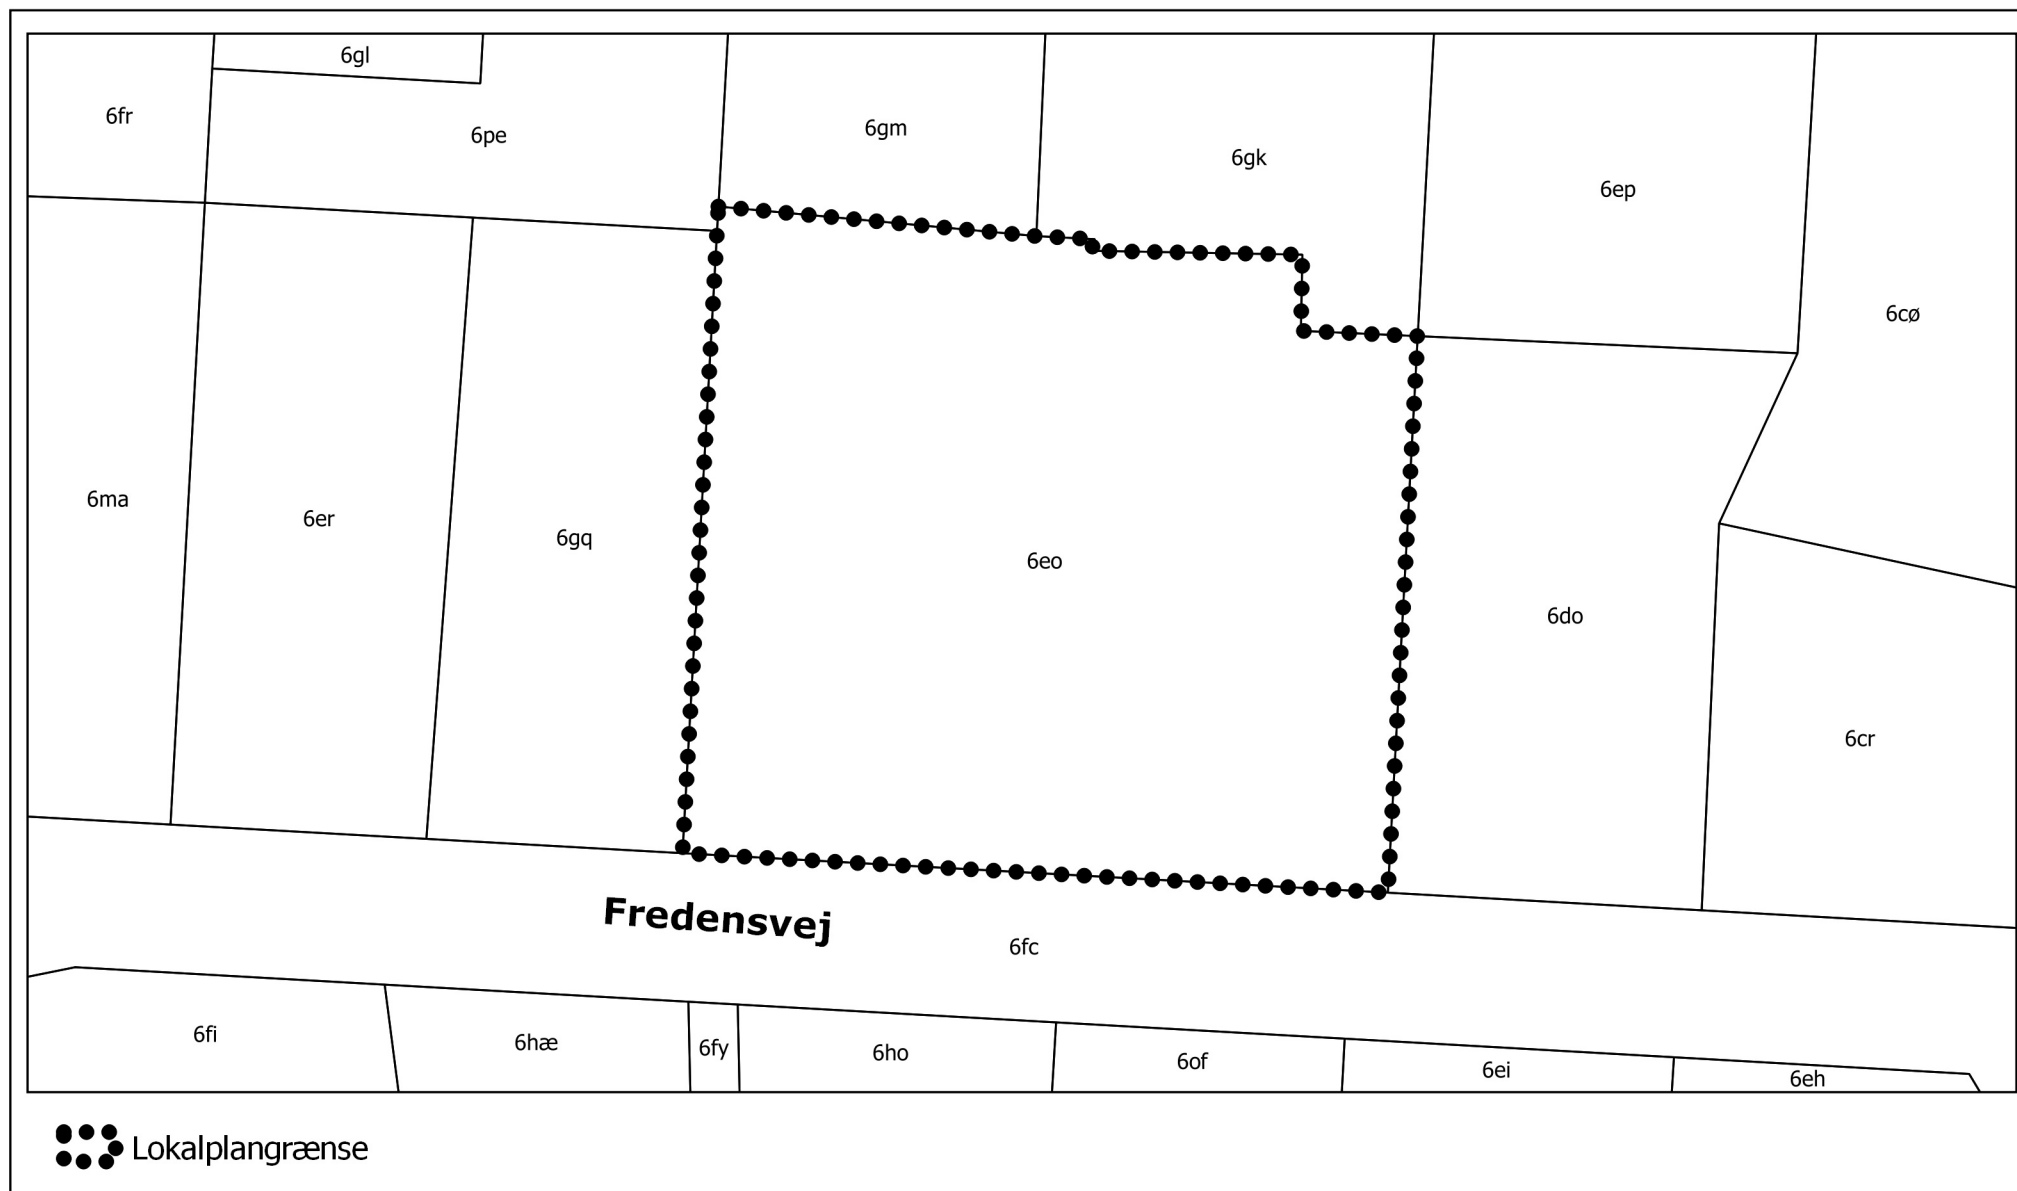 6gl
6fr
6pe
6gm
6gk
6ep
6cø
6ma
6er
6gq
6eo
6do
6cr
Fredensvej
6fc
6fi
6hæ
6fy
6ho
6of
6ei
6eh
Lokalplangrænse